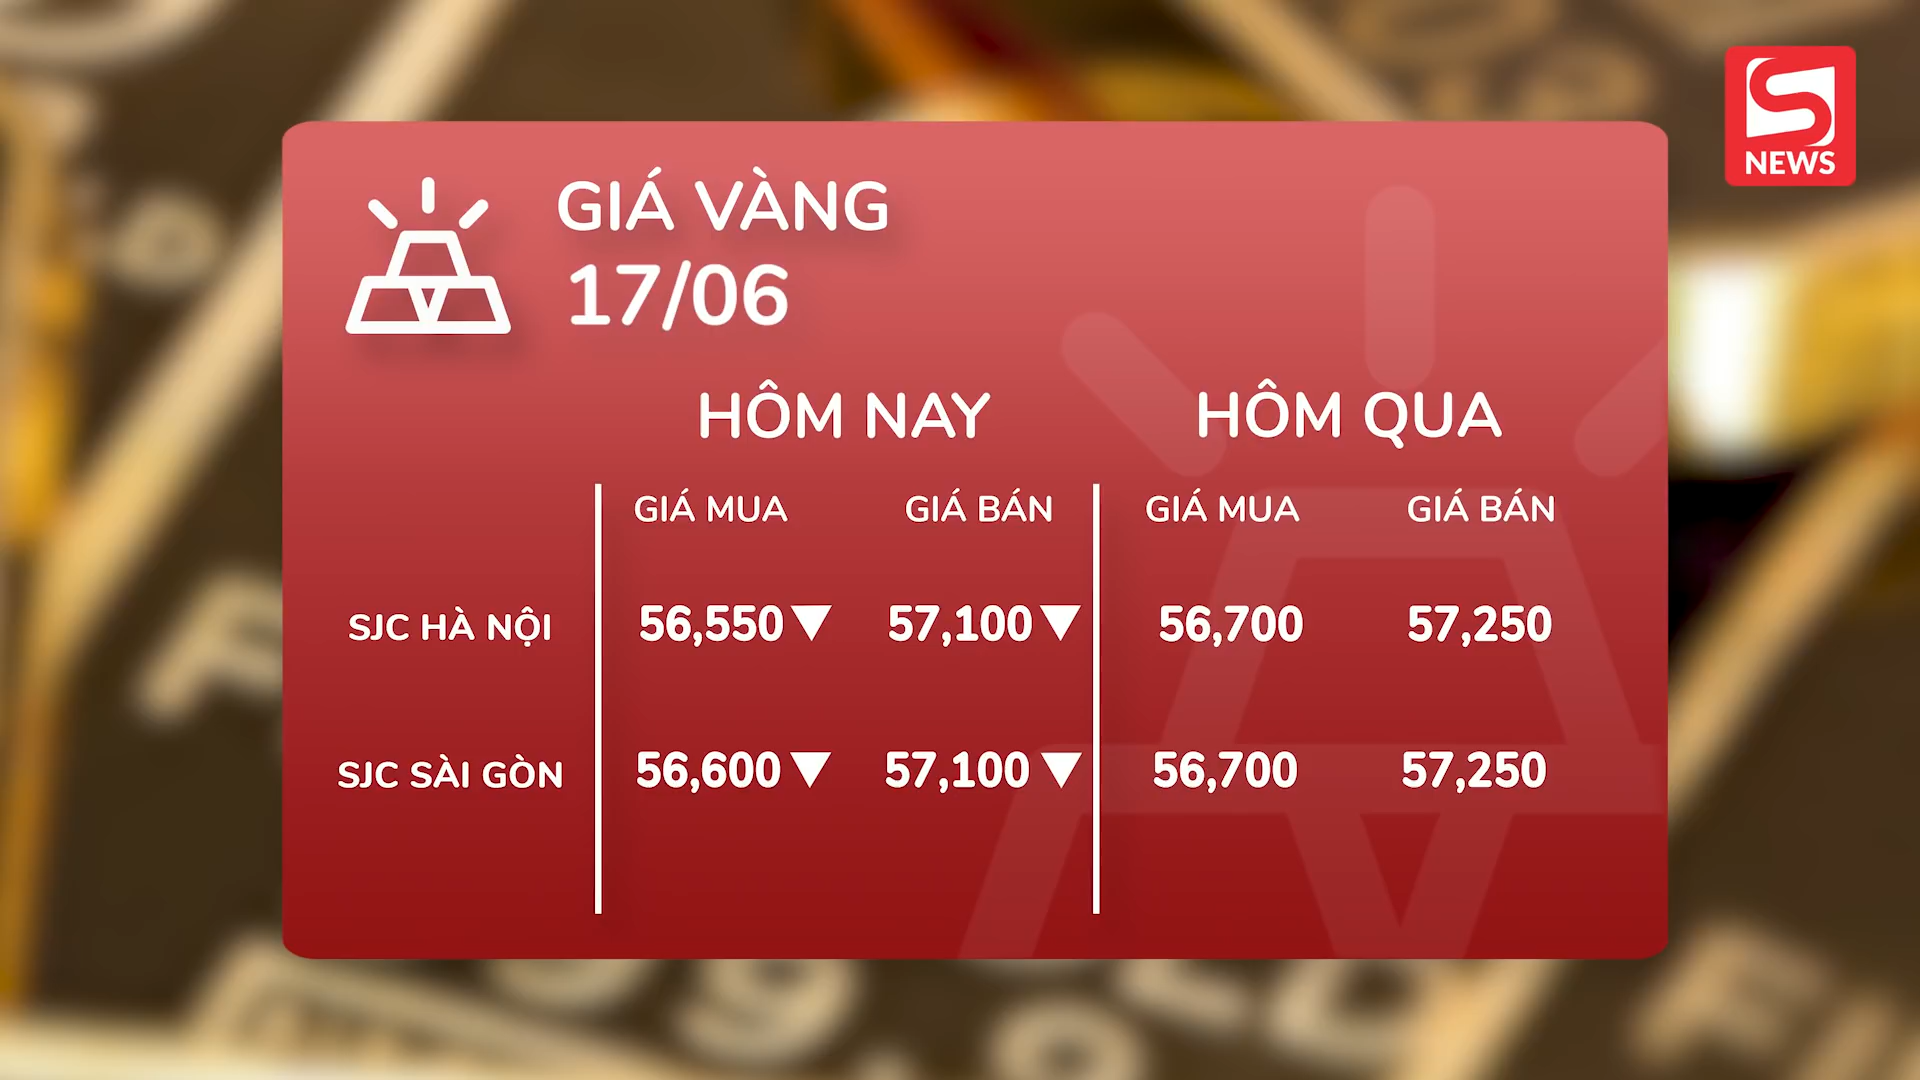 NEWS
GIÁ VÀNG
17/06
HÔM NAY HÔM QUA
GIÁ MUA GIÁ BÁN GIÁ MUA GIÁ BÁN
SJC HÀ NỘI 56,550 57,100 56,700 57,250
SJC SÀI GÒN 56,600 57,100 56,700 57,250